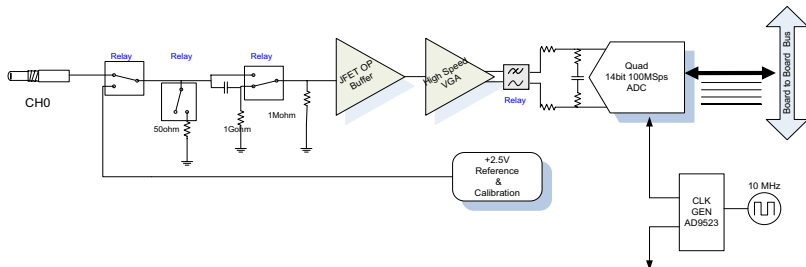 Relay
Relay
Relay
CH0
50ohm
1Gohm
1Mohm
JFET OP
Buffer
High Speed
VGA
Relay
Quad
14bit 100MSps
ADC
Board to Board Bus
+2.5V
Reference
&
Calibration
CLK
GEN
AD9523
10 MHz